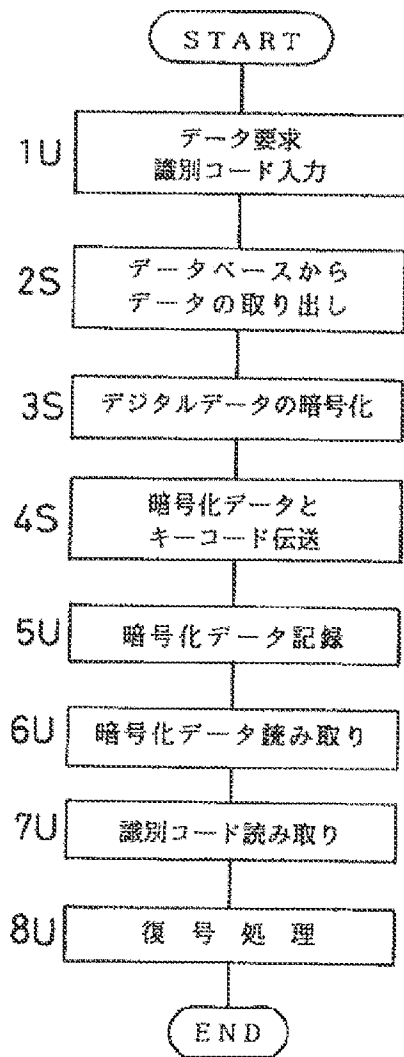 START
1U
データ要求
識別コード入力
2S
データベースから
データの取り出し
3S
デジタルデータの暗号化
4S
暗号化データと
キーコード伝送
5U
暗号化データ記録
6U
暗号化データ読み取り
7U
識別コード読み取り
8U
復号処理
END